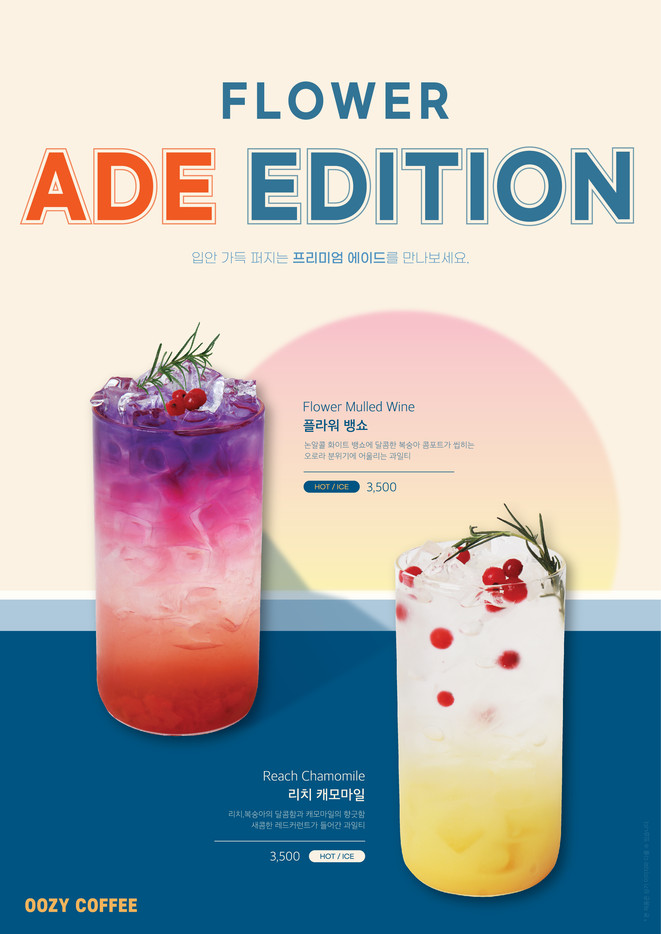 FLOWER
ADE EDITION
입안 가득 퍼지는 프리미엄 에이드를 만나보세요.
Flower Mulled Wine
플라워 뱅쇼
논알콜 화이트 뱅쇼에 달콤한 복숭아 콤포트가 씹히는
오로라 분위기에 어울리는 과일티
HOT / ICE 3,500
Reach Chamomile
리치 캐모마일
리치,복숭아의 달콤함과 캐모마일의 향긋함
새콤한 레드커런트가 들어간 과일티
3,500 HOT / ICE
OOZY COFFEE